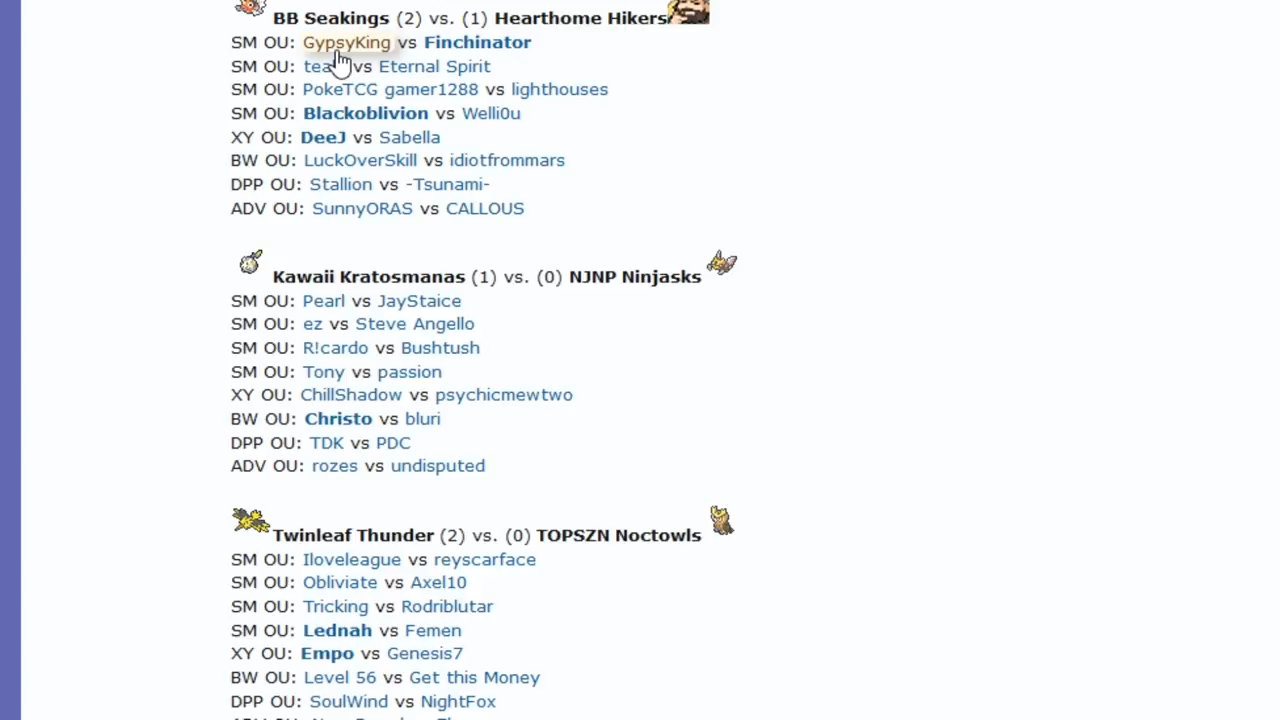 BB Seakings (2) vs. (1) Hearthome Hikers
SM OU: GypsyKing vs Finchinator
SM OU: tea vs Eternal Spirit
SM OU: PokeTCG gamer1288 vs lighthouses
SM OU: Blackoblivion vs Welli0u
XY OU: DeeJ vs Sabella
BW OU: LuckOverSkill vs idiotfrommars
DPP OU: Stallion vs -Tsunami-
ADV OU: SunnyORAS vs CALLOUS
Kawaii Kratosmanas (1) vs. (0) NJNP Ninjasks
SM OU: Pearl vs JayStaice
SM OU: ez vs Steve Angello
SM OU: R!cardo vs Bushtush
SM OU: Tony vs passion
XY OU: ChillShadow vs psychicmewtwo
BW OU: Christo vs bluri
DPP OU: TDK vs PDC
ADV OU: rozes vs undisputed
Twinleaf Thunder (2) vs. (0) TOPSZN Noctowls
SM OU: Iloveleague vs reyscarface
SM OU: Obliviate vs Axel10
SM OU: Tricking vs Rodriblutar
SM OU: Lednah vs Femen
XY OU: Empo vs Genesis7
BW OU: Level 56 vs Get this Money
DPP OU: SoulWind vs NightFox